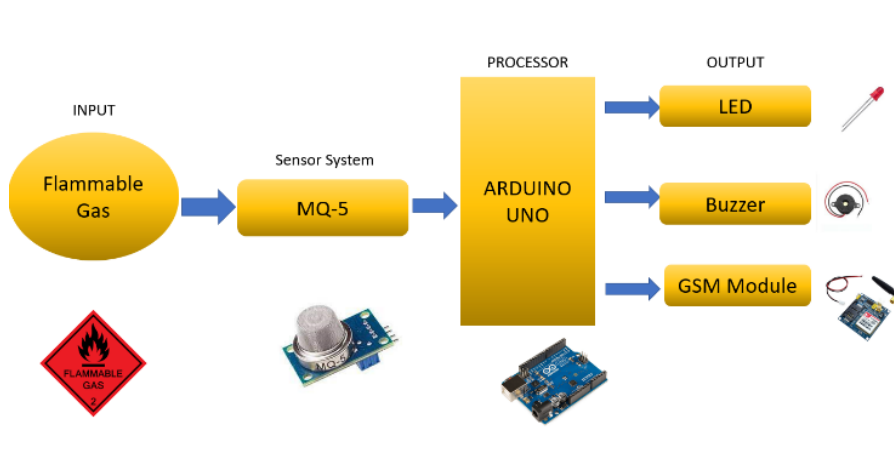 PROCESSOR
OUTPUT
INPUT
LED
Sensor System
Flammable
Gas
MQ-5
ARDUINO
UNO
Buzzer
GSM Module
FLAMMABLE
GAS
2
MQ-5